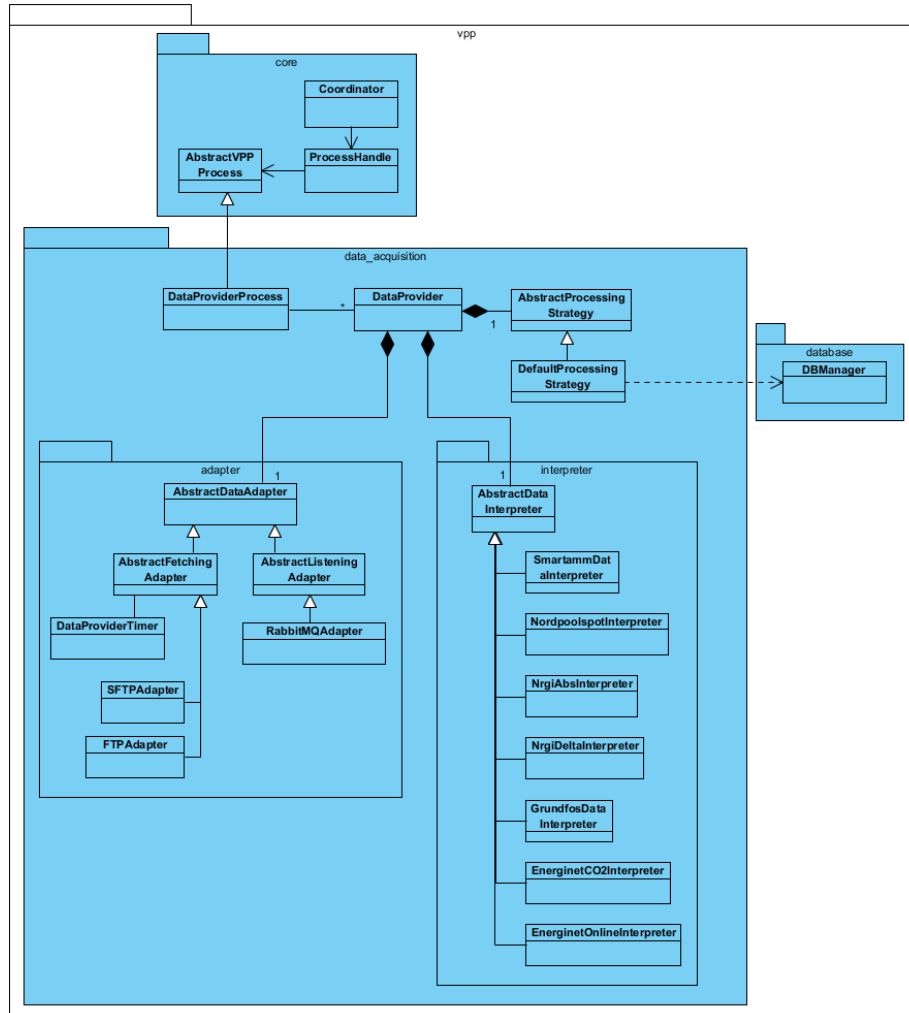 vpp
core
Coordinator
AbstractVPP
Process
ProcessHandle
data_acquisition
DataProviderProcess
*
DataProvider
1
AbstractProcessing
Strategy
DefaultProcessing
Strategy
database
DBManager
adapter
1
AbstractDataAdapter
AbstractFetching
Adapter
AbstractListening
Adapter
DataProviderTimer
RabbitMQAdapter
SFTPAdapter
FTPAdapter
interpreter
1
AbstractData
Interpreter
SmartammDat
aInterpreter
NordpoolspotInterpreter
NrgiAbsInterpreter
NrgiDeltaInterpreter
GrundfosData
Interpreter
EnerginetCO2Interpreter
EnerginetOnlineInterpreter